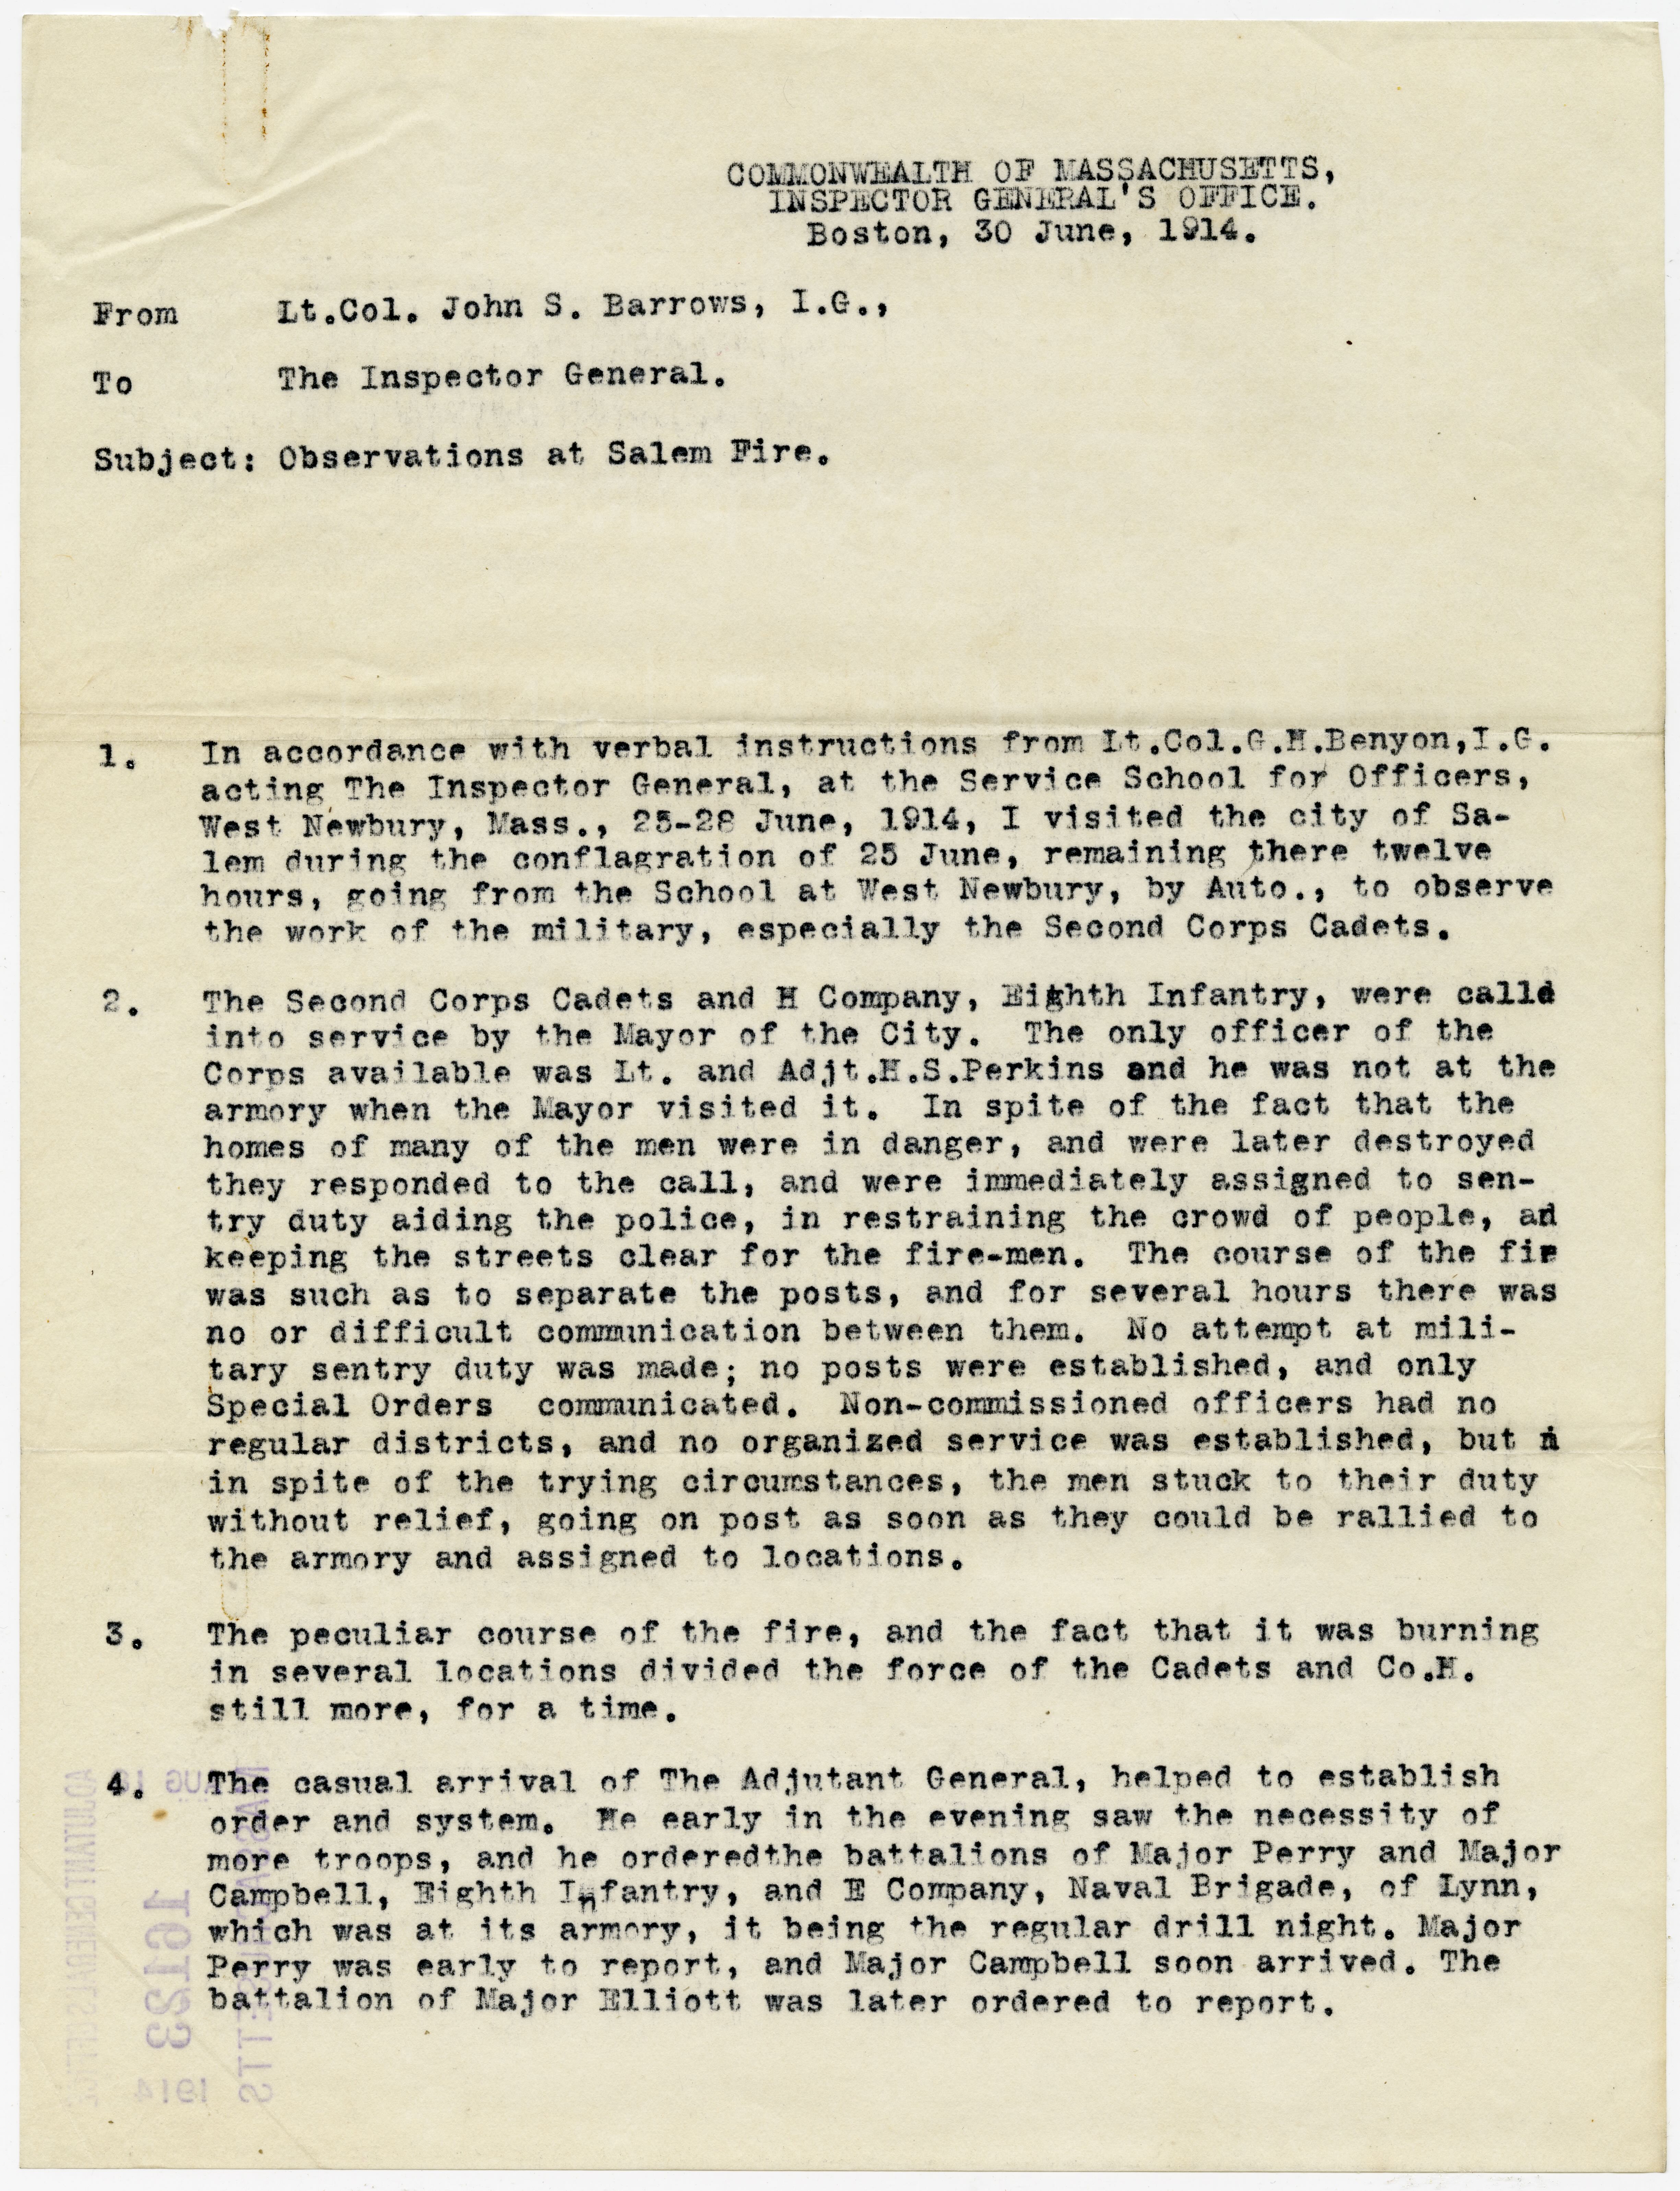 COMMONWEALTH OF MASSACHUSETTS,
INSPECTOR GENERAL'S OFFICE.
Boston, 30 June, 1914.
From Lt.Col. John S. Barrows, I.G.,
To The Inspector General.
Subject: Observations at Salem Fire.
1. In accordance with verbal instructions from Lt.Col.G.H.Benyon,I.G.
acting The Inspector General, at the Service School for Officers,
West Newbury, Mass., 25-28 June, 1914, I visited the city of Sa-
lem during the conflagration of 25 June, remaining there twelve
hours, going from the School at West Newbury, by Auto., to observe
the work of the military, especially the Second Corps Cadets.
2. The Second Corps Cadets and H Company, Eighth Infantry, were calld
into service by the Mayor of the City. The only officer of the
Corps available was Lt. and Adjt.H.S.Perkins and he was not at the
armory when the Mayor visited it. In spite of the fact that the
homes of many of the men were in danger, and were later destroyed
they responded to the call, and were immediately assigned to sen-
try duty aiding the police, in restraining the crowd of people, ad
keeping the streets clear for the fire-men. The course of the fie
was such as to separate the posts, and for several hours there was
no or difficult communication between them. No attempt at mili-
tary sentry duty was made; no posts were established, and only
Special Orders communicated. Non-commissioned officers had no
regular districts, and no organized service was established, but
in spite of the trying circumstances, the men stuck to their duty
without relief, going on post as soon as they could be rallied to
the armory and assigned to locations.
3. The peculiar course of the fire, and the fact that it was burning
in several locations divided the force of the Cadets and Co.H.
still more, for a time.
4. The casual arrival of The Adjutant General, helped to establish
order and system. He early in the evening saw the necessity of
more troops, and he orderedthe battalions of Major Perry and Major
Campbell, Eighth Infantry, and E Company, Naval Brigade, of Lynn,
which was at its armory, it being the regular drill night. Major
Perry was early to report, and Major Campbell soon arrived. The
battalion of Major Elliott was later ordered to report.
16123
1914